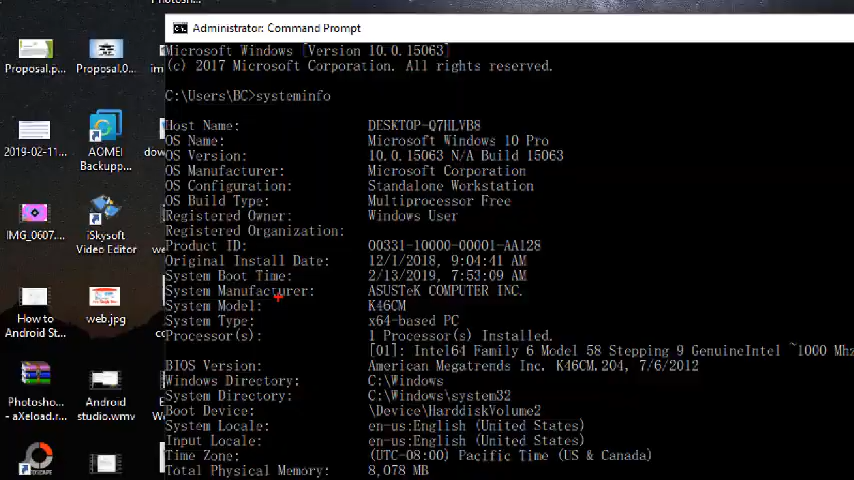 Photosh...
Administrator: Command Prompt
Microsoft Windows [Version 10.0.15063]
(c) 2017 Microsoft Corporation. All rights reserved.
C:\Users\BC>systeminfo
Host Name: DESKTOP-Q7HLVB8
OS Name: Microsoft Windows 10 Pro
OS Version: 10.0.15063 N/A Build 15063
OS Manufacturer: Microsoft Corporation
OS Configuration: Standalone Workstation
OS Build Type: Multiprocessor Free
Registered Owner: Windows User
Registered Organization:
Product ID: 00331-10000-00001-AA128
Original Install Date: 12/1/2018, 9:04:41 AM
System Boot Time: 2/13/2019, 7:53:09 AM
System Manufacturer: ASUSTeK COMPUTER INC.
System Model: K46CM
System Type: x64-based PC
Processor(s): 1 Processor(s) Installed.
[01]: Intel64 Family 6 Model 58 Stepping 9 GenuineIntel ~1000 Mhz
BIOS Version: American Megatrends Inc. K46CM.204, 7/6/2012
Windows Directory: C:\Windows
System Directory: C:\Windows\system32
Boot Device: \Device\HarddiskVolume2
System Locale: en-us:English (United States)
Input Locale: en-us:English (United States)
Time Zone: (UTC-08:00) Pacific Time (US & Canada)
Total Physical Memory: 8,078 MB
Proposal.p...
Proposal.0...
im
2019-02-11...
AOMEI
Backupp...
dow
IMG_0607....
iSkysoft
Video Editor
How to
Android St...
web.jpg
Photosho...
- aXeload.r...
Android
studio.wmv